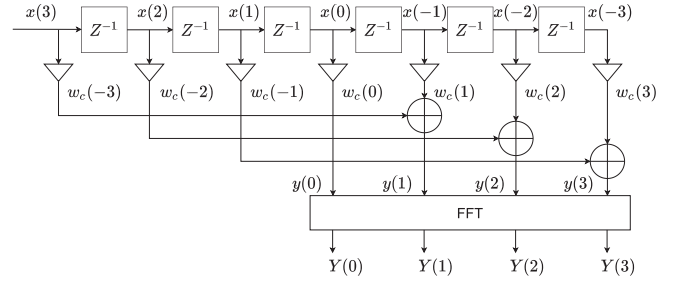 x(3) x(2) x(1) x(0) x(−1) x(−2) x(−3)
Z⁻¹ Z⁻¹ Z⁻¹ Z⁻¹ Z⁻¹ Z⁻¹
w_c(−3) w_c(−2) w_c(−1) w_c(0) w_c(1) w_c(2) w_c(3)
y(0) y(1) y(2) y(3)
FFT
Y(0) Y(1) Y(2) Y(3)